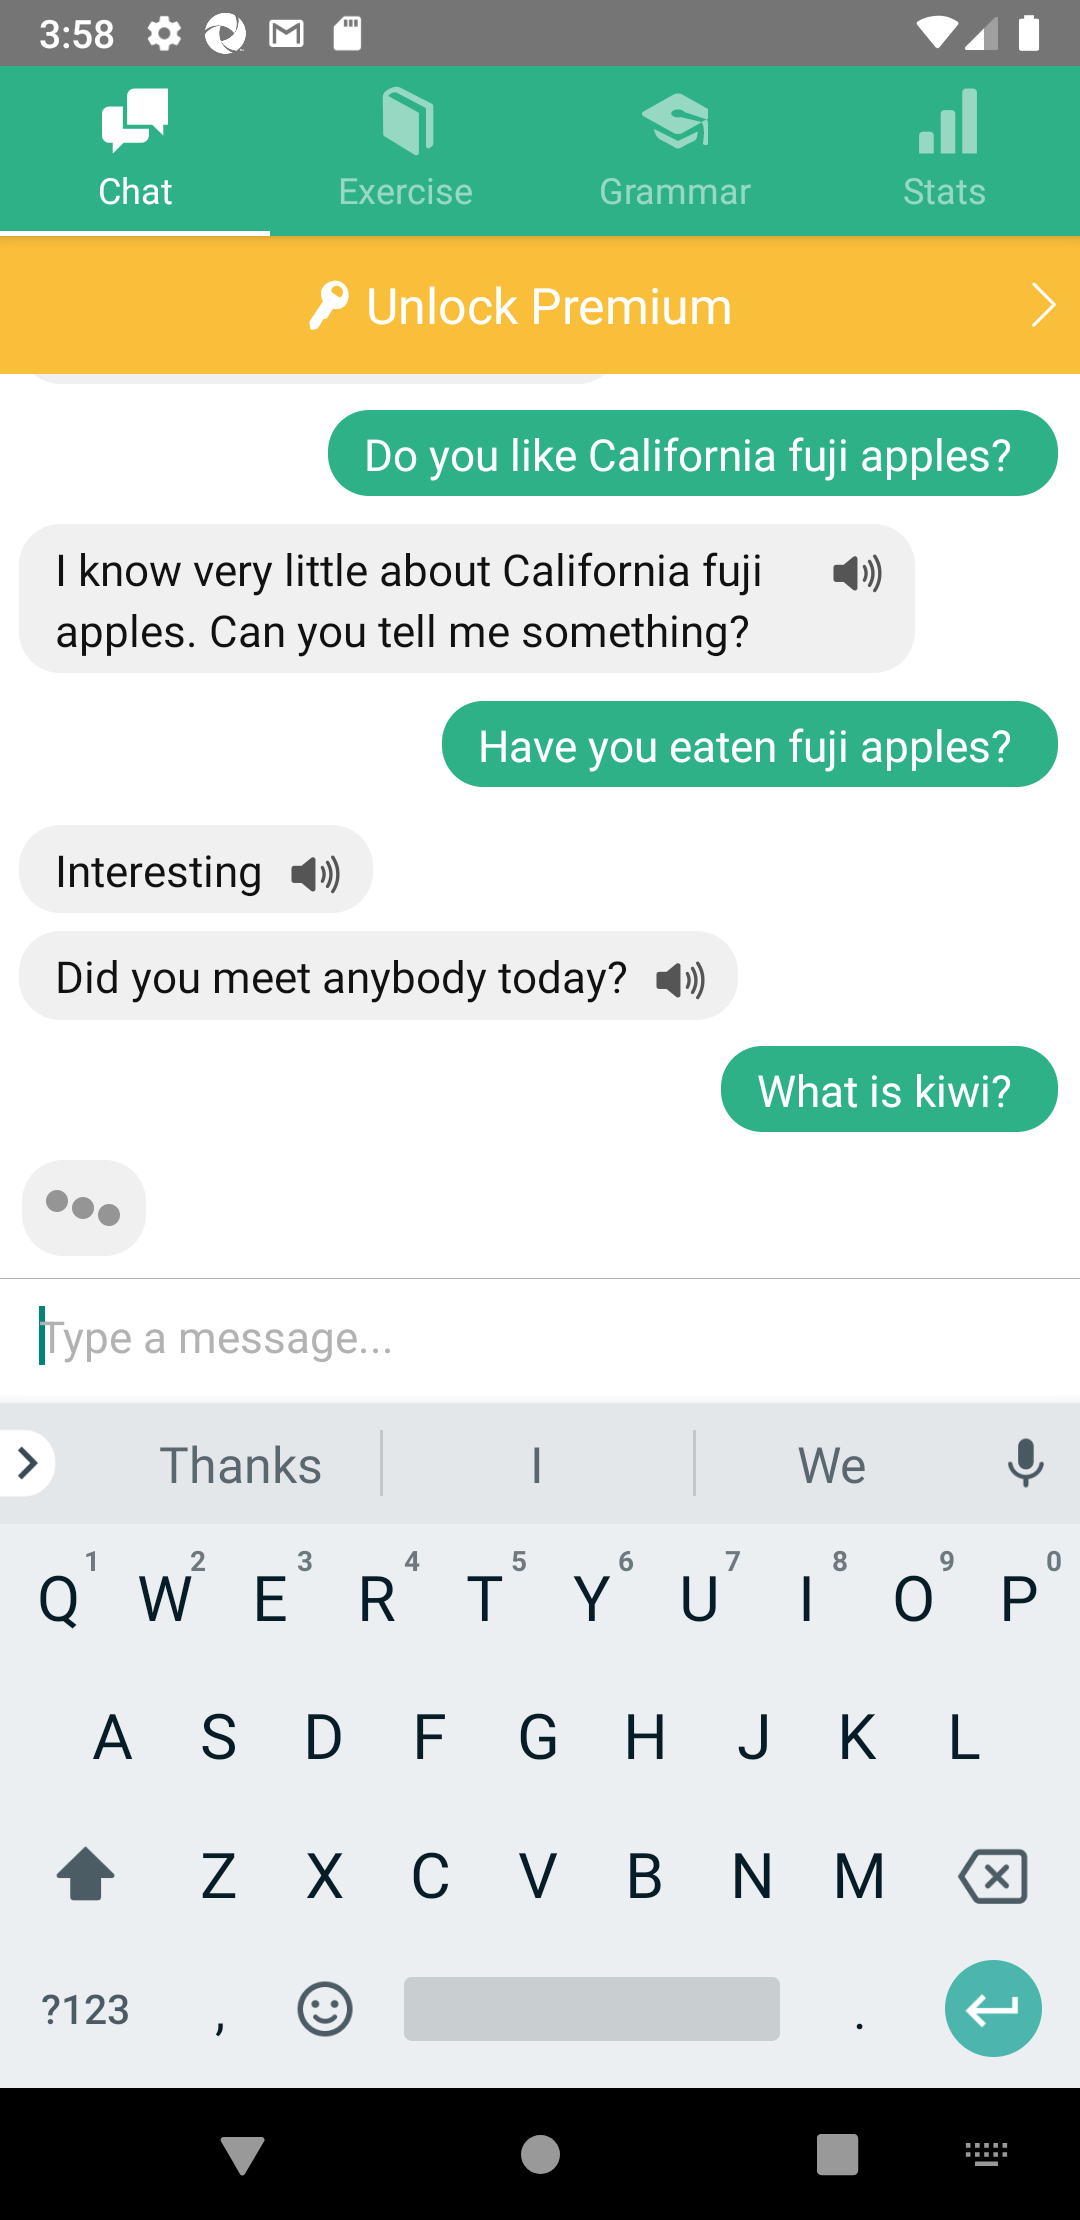 3:58
Chat
Exercise
Grammar
Stats
Unlock Premium
Do you like California fuji apples?
I know very little about California fuji
apples. Can you tell me something?
Have you eaten fuji apples?
Interesting
Did you meet anybody today?
What is kiwi?
Type a message...
Thanks I We
1 2 3 4 5 6 7 8 9 0
Q W E R T Y U I O P
A S D F G H J K L
Z X C V B N M
?123 , .